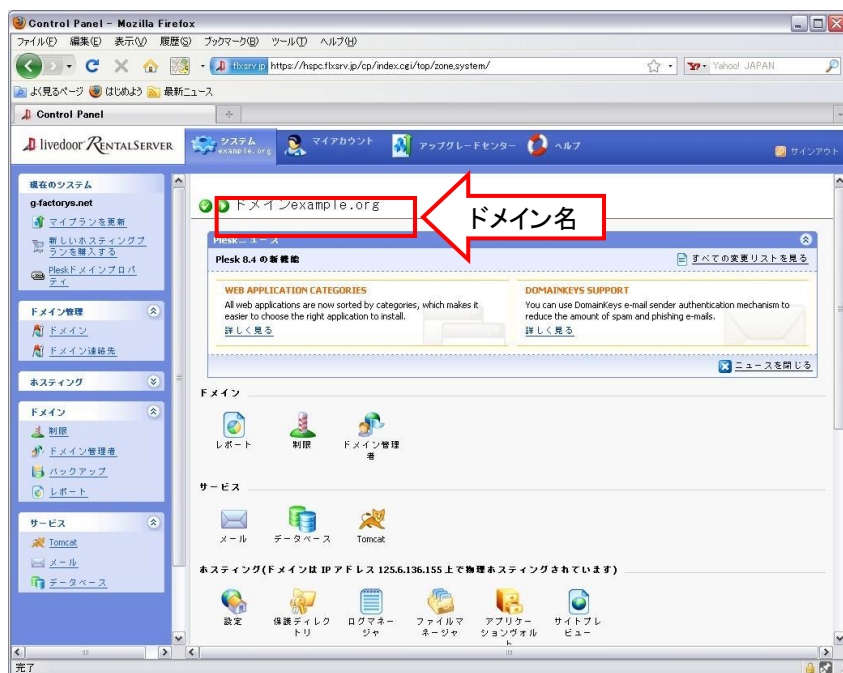 Control Panel - Mozilla Firefox
ファイル(F) 編集(E) 表示(V) 履歴(S) ブックマーク(B) ツール(T) ヘルプ(H)
flxsrv.jp https://hspc.flxsrv.jp/cp/index.cgi/top/zone,system/ Yahoo! JAPAN
よく見るページ はじめよう 最新ニュース
Control Panel
livedoor RENTALSERVER システム example.org マイアカウント アップグレードセンター ヘルプ サインアウト
現在のシステム
g-factorys.net
マイプランを更新
新しいホスティングプ
ランを購入する
Pleskドメインプロパ
ティ
ドメイン管理
ドメイン
ドメイン連絡先
ホスティング
ドメイン
制限
ドメイン管理者
バックアップ
レポート
サービス
Tomcat
メール
データベース
ドメインexample.org
ドメイン名
Pleskニュース
Plesk 8.4 の新機能 すべての変更リストを見る
WEB APPLICATION CATEGORIES
All web applications are now sorted by categories, which makes it
easier to choose the right application to install.
詳しく見る
DOMAINKEYS SUPPORT
You can use DomainKeys e-mail sender authentication mechanism to
reduce the amount of spam and phishing e-mails.
詳しく見る
ニュースを閉じる
ドメイン
レポート 制限 ドメイン管理
者
サービス
メール データベース Tomcat
ホスティング(ドメインは IP アドレス 125.6.136.155 上で物理ホスティングされています)
設定 保護ディレク ログマネー ファイルマ アプリケー サイトプレ
トリ ジャ ネージャ ションヴォル ビュー
ト
完了